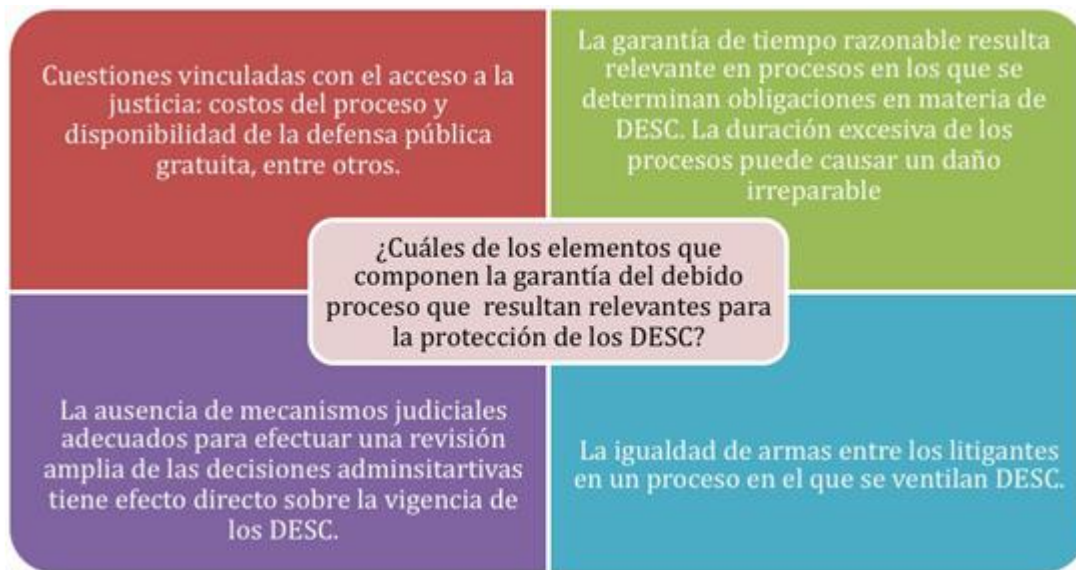 Cuestiones vinculadas con el acceso a la
justicia: costos del proceso y
disponibilidad de la defensa pública
gratuita, entre otros.
La garantía de tiempo razonable resulta
relevante en procesos en los que se
determinan obligaciones en materia de
DESC. La duración excesiva de los
procesos puede causar un daño
irreparable
¿Cuáles de los elementos que
componen la garantía del debido
proceso que resultan relevantes para
la protección de los DESC?
La ausencia de mecanismos judiciales
adecuados para efectuar una revisión
amplia de las decisiones adminsitartivas
tiene efecto directo sobre la vigencia de
los DESC.
La igualdad de armas entre los litigantes
en un proceso en el que se ventilan DESC.